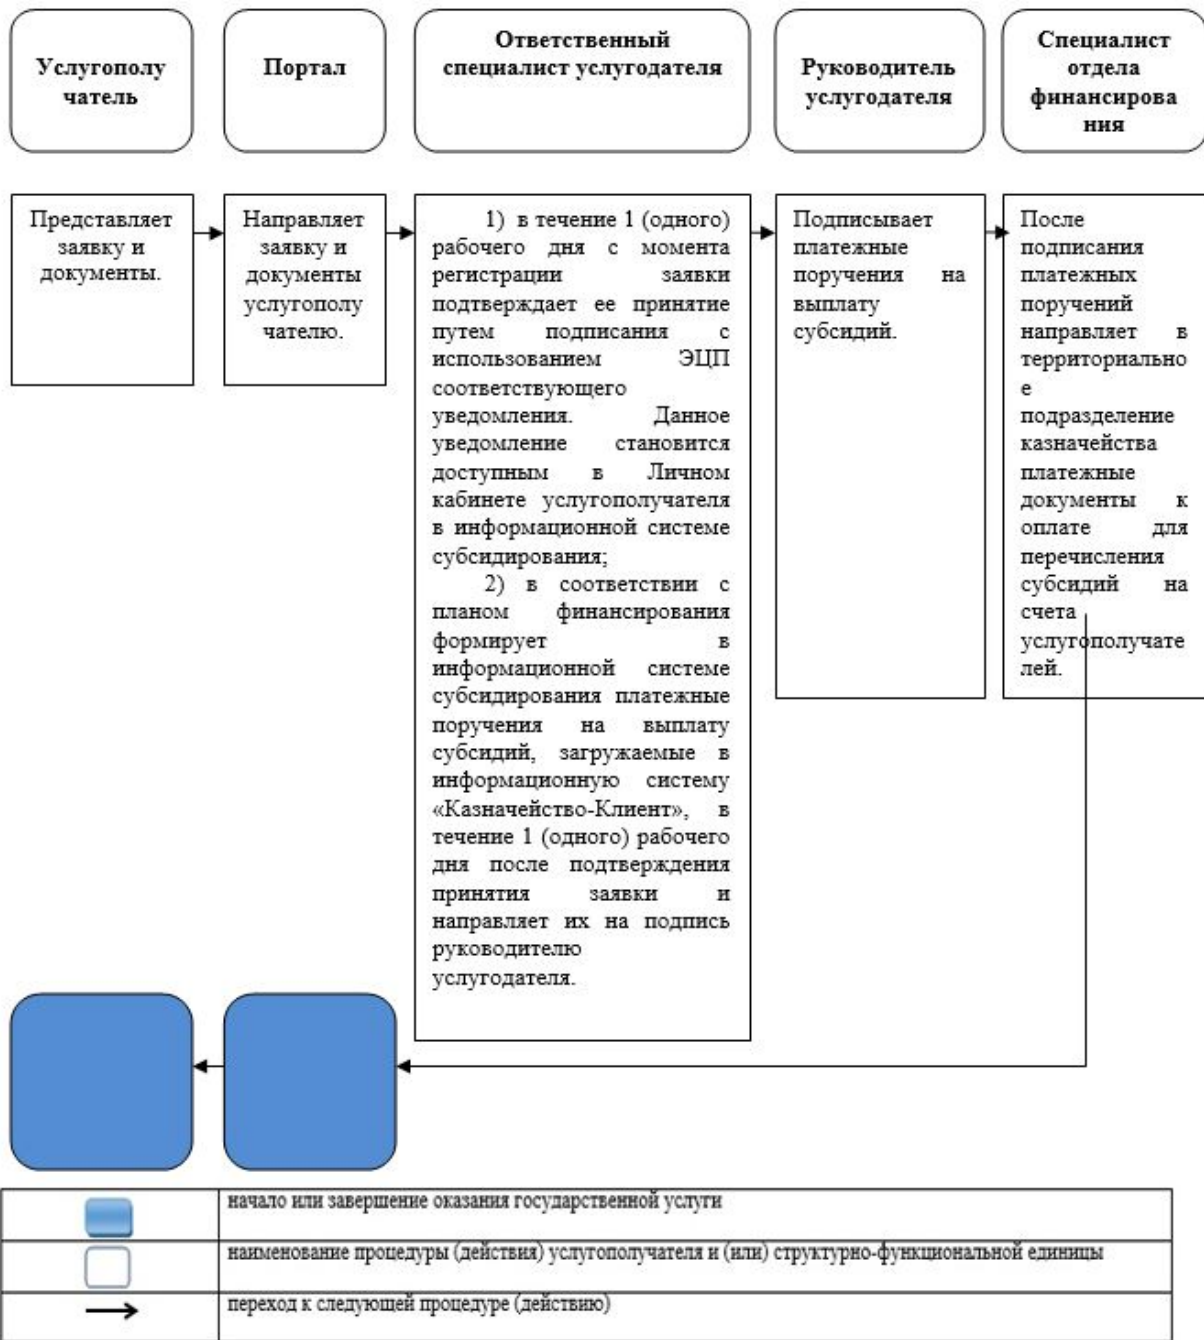 Услугополу
чатель
Портал
Ответственный
специалист услугодателя
Руководитель
услугодателя
Специалист
отдела
финансирова
ния
Представляет
заявку и
документы.
Направляет
заявку и
документы
услугополу
чателю.
1) в течение 1 (одного)
рабочего дня с момента
регистрации заявки
подтверждает ее принятие
путем подписания с
использованием ЭЦП
соответствующего
уведомления. Данное
уведомление становится
доступным в Личном
кабинете услугополучателя
в информационной системе
субсидирования;
2) в соответствии с
планом финансирования
формирует в
информационной системе
субсидирования платежные
поручения на выплату
субсидий, загружаемые в
информационную систему
«Казначейство-Клиент», в
течение 1 (одного) рабочего
дня после подтверждения
принятия заявки и
направляет их на подпись
руководителю
услугодателя.
Подписывает
платежные
поручения на
выплату
субсидий.
После
подписания
платежных
поручений
направляет в
территориально
е
подразделение
казначейства
платежные
документы к
оплате для
перечисления
субсидий на
счета
услугополучате
лей.
начало или завершение оказания государственной услуги
наименование процедуры (действия) услугополучателя и (или) структурно-функциональной единицы
переход к следующей процедуре (действию)